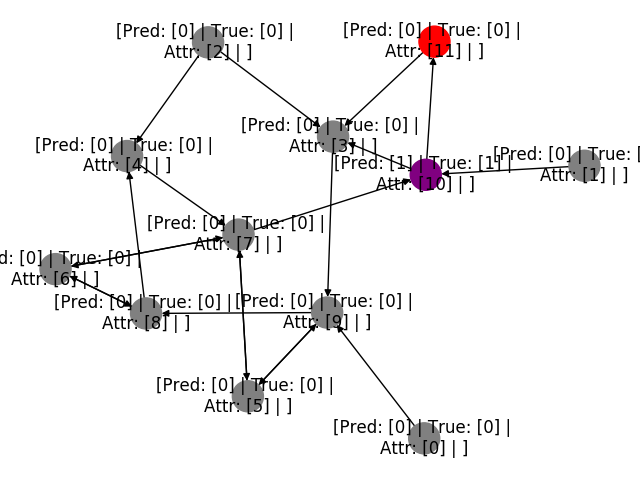 [Pred: [0] | True: [0] |
Attr: [2] | ]
[Pred: [0] | True: [0] |
Attr: [11] | ]
[Pred: [0] | True: [0] |
Attr: [3] | ]
[Pred: [0] | True: [0] |
Attr: [4] | ]
[Pred: [1] | True: [1] |
Attr: [10] | ]
[Pred: [0] | True: [
Attr: [1] | ]
[Pred: [0] | True: [0] |
Attr: [7] | ]
d: [0] | True: [0] |
Attr: [6] | ]
[Pred: [0] | True: [0] |
Attr: [8] | ]
[Pred: [0] | True: [0] |
Attr: [9] | ]
[Pred: [0] | True: [0] |
Attr: [5] | ]
[Pred: [0] | True: [0] |
Attr: [0] | ]